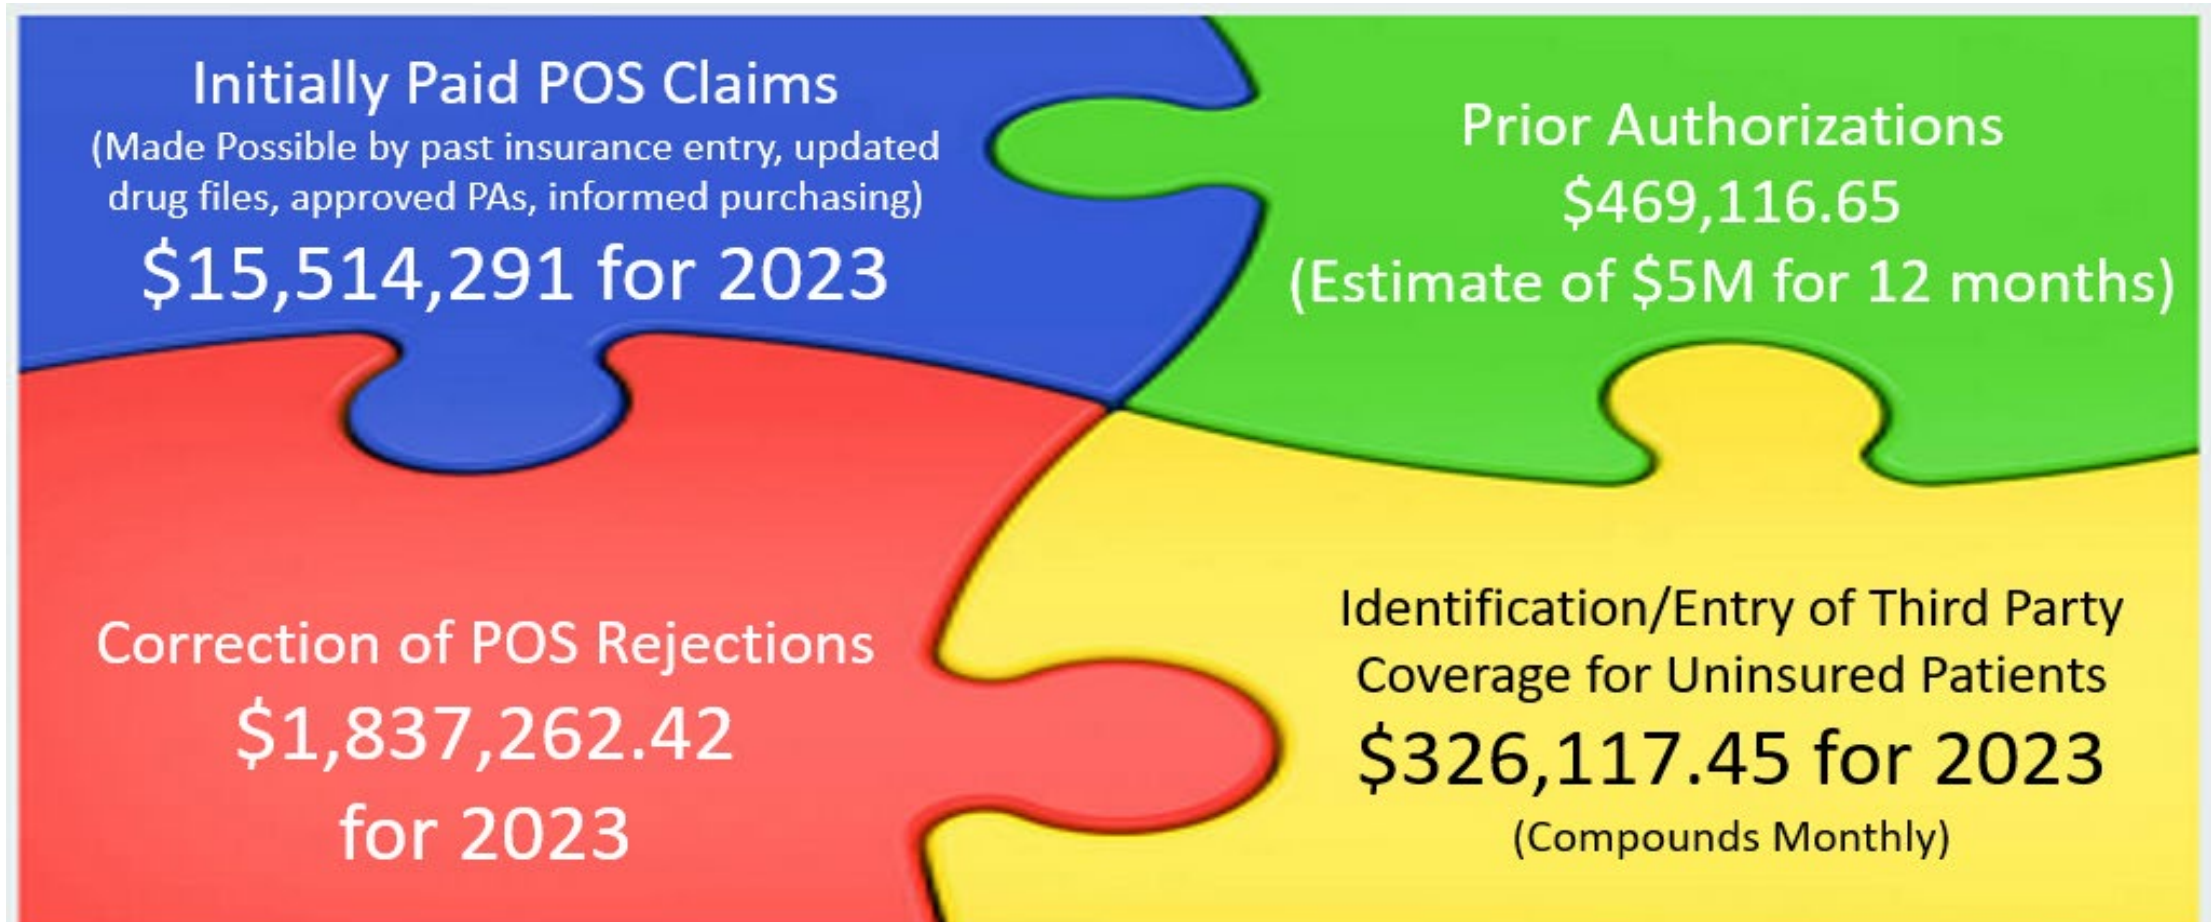 Initially Paid POS Claims
(Made Possible by past insurance entry, updated
drug files, approved PAs, informed purchasing)
$15,514,291 for 2023
Prior Authorizations
$469,116.65
(Estimate of $5M for 12 months)
Correction of POS Rejections
$1,837,262.42
for 2023
Identification/Entry of Third Party
Coverage for Uninsured Patients
$326,117.45 for 2023
(Compounds Monthly)